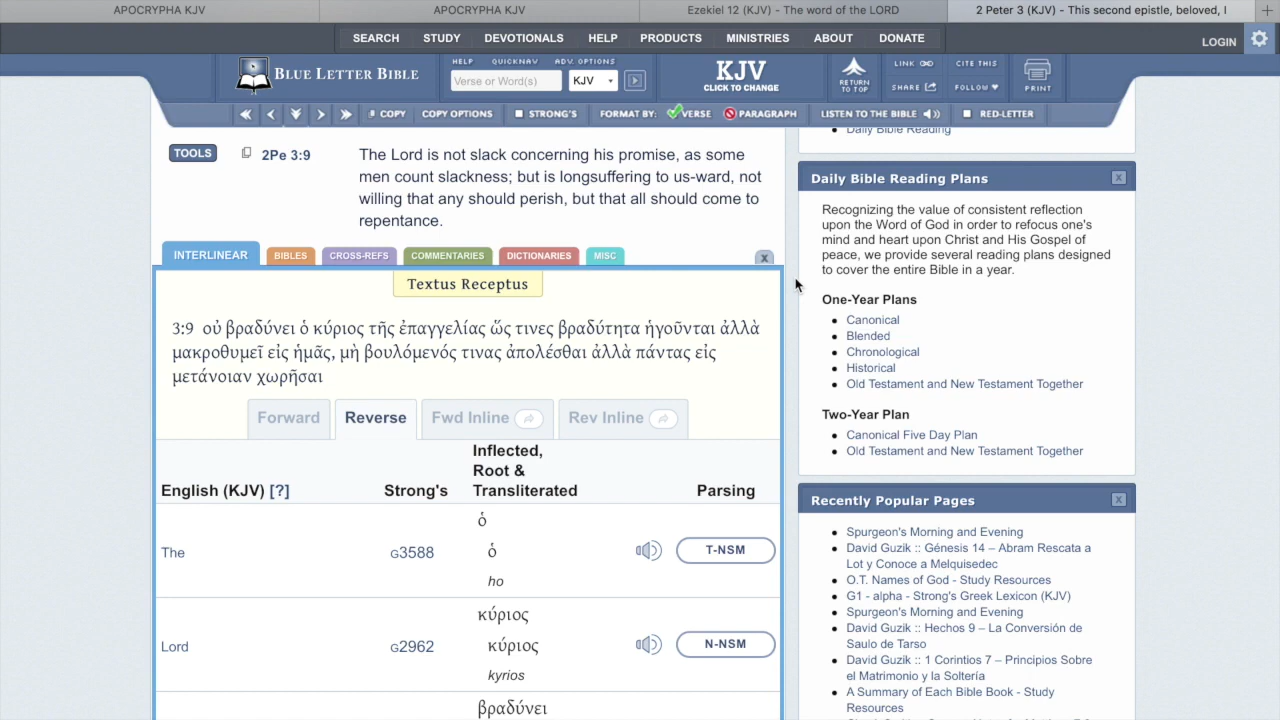 APOCRYPHA KJV
APOCRYPHA KJV
Ezekiel 12 (KJV) - The word of the LORD
2 Peter 3 (KJV) - This second epistle, beloved, I
SEARCH STUDY DEVOTIONALS HELP PRODUCTS MINISTRIES ABOUT DONATE
LOGIN
BLUE LETTER BIBLE
HELP QUICKNAV ADV. OPTIONS
Verse or Word(s)
KJV
KJV
CLICK TO CHANGE
RETURN
TO TOP
LINK
CITE THIS
SHARE
FOLLOW
PRINT
COPY COPY OPTIONS STRONG'S FORMAT BY: VERSE PARAGRAPH LISTEN TO THE BIBLE RED-LETTER
TOOLS
2Pe 3:9
The Lord is not slack concerning his promise, as some
men count slackness; but is longsuffering to us-ward, not
willing that any should perish, but that all should come to
repentance.
INTERLINEAR BIBLES CROSS-REFS COMMENTARIES DICTIONARIES MISC
X
Textus Receptus
3:9 οὐ βραδύνει ὁ κύριος τῆς ἐπαγγελίας ὥς τινες βραδύτητα ἡγοῦνται ἀλλὰ
μακροθυμεῖ εἰς ἡμᾶς, μὴ βουλόμενός τινας ἀπολέσθαι ἀλλὰ πάντας εἰς
μετάνοιαν χωρῆσαι
Forward Reverse Fwd Inline Rev Inline
English (KJV) [?]
Strong's
Inflected,
Root &
Transliterated
Parsing
The
G3588
ὁ
ὁ
ho
T-NSM
Lord
G2962
κύριος
κύριος
kyrios
N-NSM
βραδύνει
Daily Bible Reading
Daily Bible Reading Plans
X
Recognizing the value of consistent reflection
upon the Word of God in order to refocus one's
mind and heart upon Christ and His Gospel of
peace, we provide several reading plans designed
to cover the entire Bible in a year.
One-Year Plans
Canonical
Blended
Chronological
Historical
Old Testament and New Testament Together
Two-Year Plan
Canonical Five Day Plan
Old Testament and New Testament Together
Recently Popular Pages
X
Spurgeon's Morning and Evening
David Guzik :: Génesis 14 – Abram Rescata a
Lot y Conoce a Melquisedec
O.T. Names of God - Study Resources
G1 - alpha - Strong's Greek Lexicon (KJV)
Spurgeon's Morning and Evening
David Guzik :: Hechos 9 – La Conversión de
Saulo de Tarso
David Guzik :: 1 Corintios 7 – Principios Sobre
el Matrimonio y la Soltería
A Summary of Each Bible Book - Study
Resources